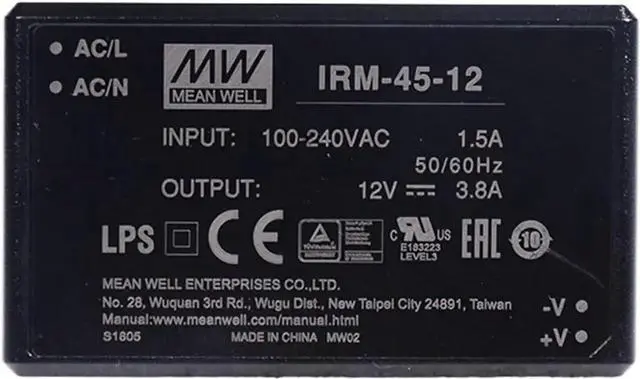 AC/L
AC/N
MW
MEAN WELL
IRM-45-12
INPUT: 100-240VAC 1.5A
50/60Hz
OUTPUT: 12V ⎓ 3.8A
LPS CE c RU US EAC 10
E183223
LEVEL3
MEAN WELL ENTERPRISES CO.,LTD.
No. 28, Wuquan 3rd Rd., Wugu Dist., New Taipei City 24891, Taiwan
Manual:www.meanwell.com/manual.html
S1805 MADE IN CHINA MW02
-V
+V